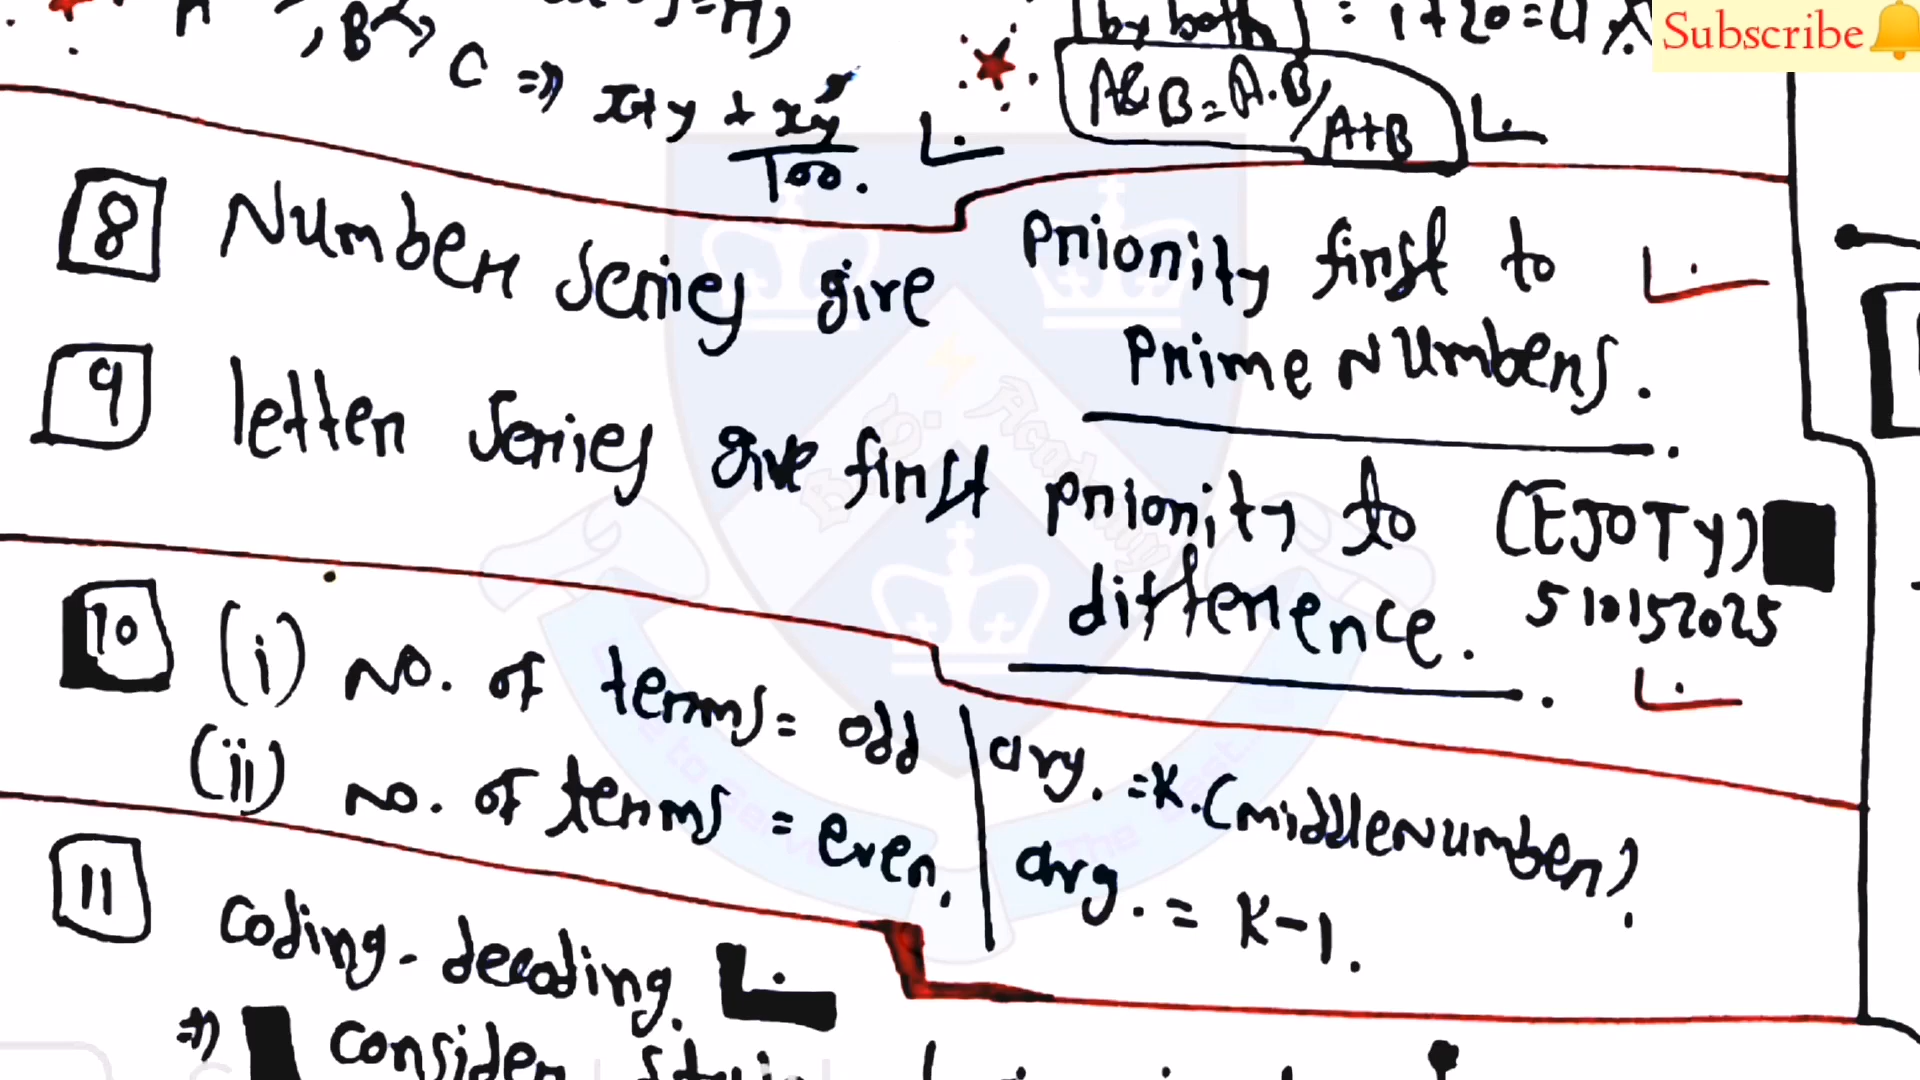 Subscribe
, B
C ⇒ x+y + xy/100.
by both
A&B = A.B/A+B
8 Number series give priority first to
prime numbers.
9 letter series give first priority to (EJOTY)
difference. 5 10 15 20 25
10 (i) no. of terms = odd | avg. = K. (middle number)
(ii) no. of terms = even. | avg. = K-1.
11 coding-decoding.
⇒ consider